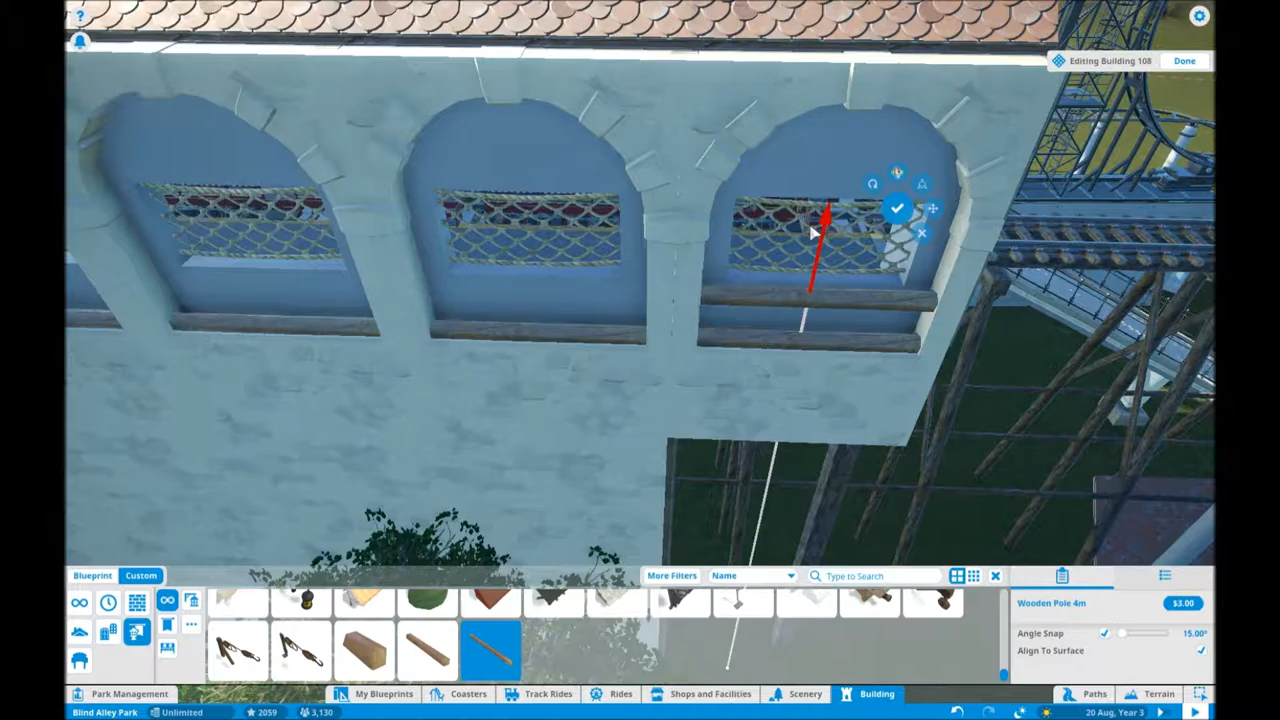 ?
Editing Building 108 Done
Blueprint Custom
More Filters Name Type to Search
Wooden Pole 4m $3.00
Angle Snap 15.00°
Align To Surface
Park Management My Blueprints Coasters Track Rides Rides Shops and Facilities Scenery Building Paths Terrain
Blind Alley Park Unlimited 2059 3,130 20 Aug, Year 3